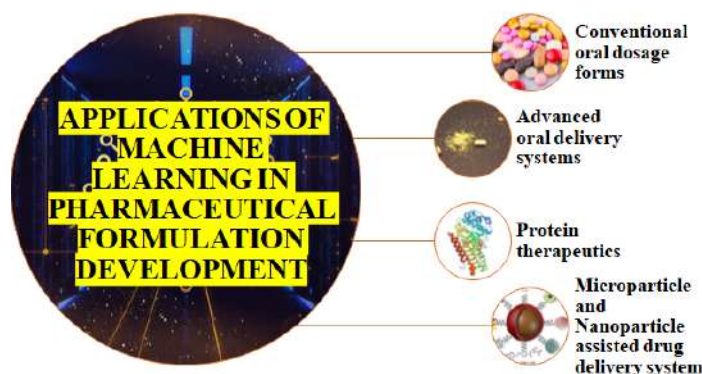 APPLICATIONS OF
MACHINE
LEARNING IN
PHARMACEUTICAL
FORMULATION
DEVELOPMENT
Conventional
oral dosage
forms
Advanced
oral delivery
systems
Protein
therapeutics
Microparticle
and
Nanoparticle
assisted drug
delivery system